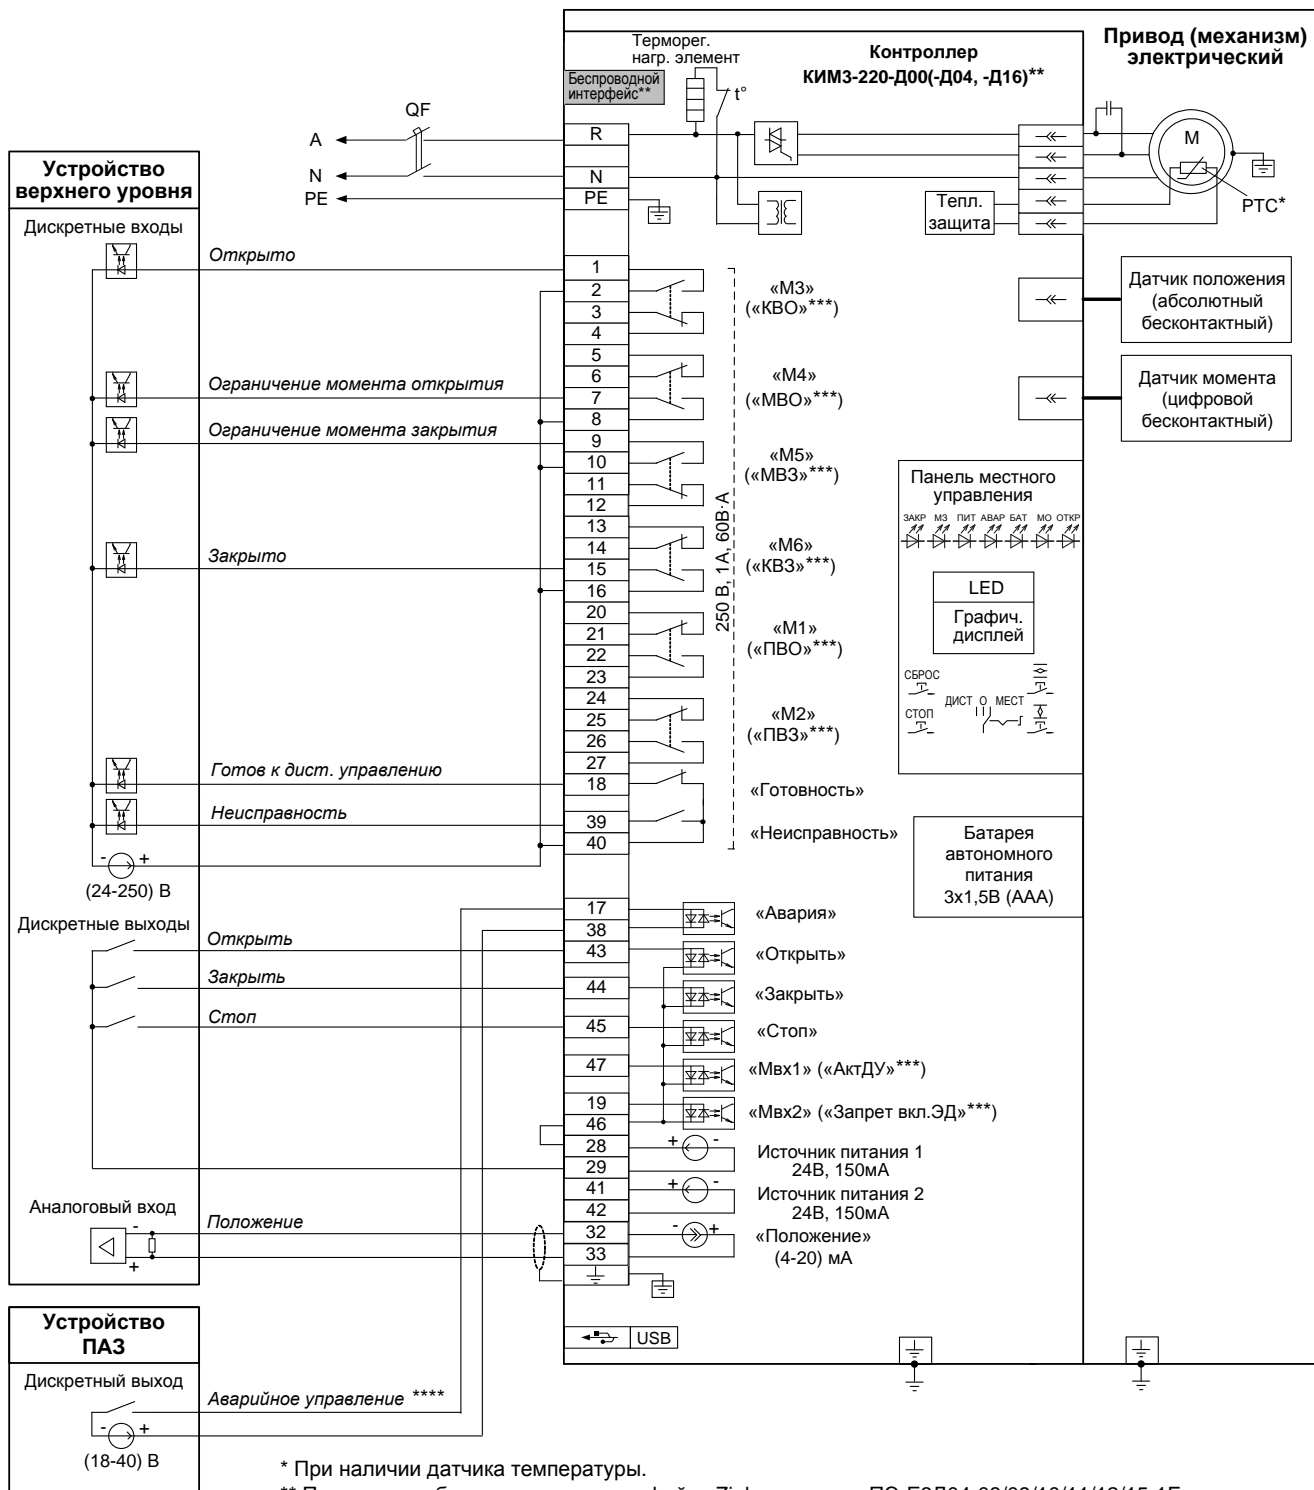 Привод (механизм)
электрический
Контроллер
КИМ3-220-Д00(-Д04, -Д16)**
Терморег.
нагр. элемент
Беспроводной
интерфейс**
t°
QF
A
N
PE
R
N
PE
M
PTC*
Тепл.
защита
Устройство
верхнего уровня
Дискретные входы
Открыто
Ограничение момента открытия
Ограничение момента закрытия
Закрыто
Готов к дист. управлению
Неисправность
- +
(24-250) В
Дискретные выходы
Открыть
Закрыть
Стоп
Аналоговый вход
Положение
-
+
1
2
3
4
5
6
7
8
9
10
11
12
13
14
15
16
20
21
22
23
24
25
26
27
18
39
40
17
38
43
44
45
47
19
46
28
29
41
42
32
33
«М3»
(«КВО»***)
«М4»
(«МВО»***)
«М5»
(«МВЗ»***)
«М6»
(«КВЗ»***)
«М1»
(«ПВО»***)
«М2»
(«ПВЗ»***)
«Готовность»
«Неисправность»
250 В, 1А, 60В·А
«Авария»
«Открыть»
«Закрыть»
«Стоп»
«Мвх1» («АктДУ»***)
«Мвх2» («Запрет вкл.ЭД»***)
+ -
Источник питания 1
24В, 150мА
+ -
Источник питания 2
24В, 150мА
- +
«Положение»
(4-20) мА
USB
Датчик положения
(абсолютный
бесконтактный)
Датчик момента
(цифровой
бесконтактный)
Панель местного
управления
ЗАКР МЗ ПИТ АВАР БАТ МО ОТКР
LED
Графич.
дисплей
СБРОС
СТОП
ДИСТ О МЕСТ
Батарея
автономного
питания
3x1,5В (ААА)
Устройство
ПАЗ
Дискретный выход
Аварийное управление ****
- +
(18-40) В
* При наличии датчика температуры.